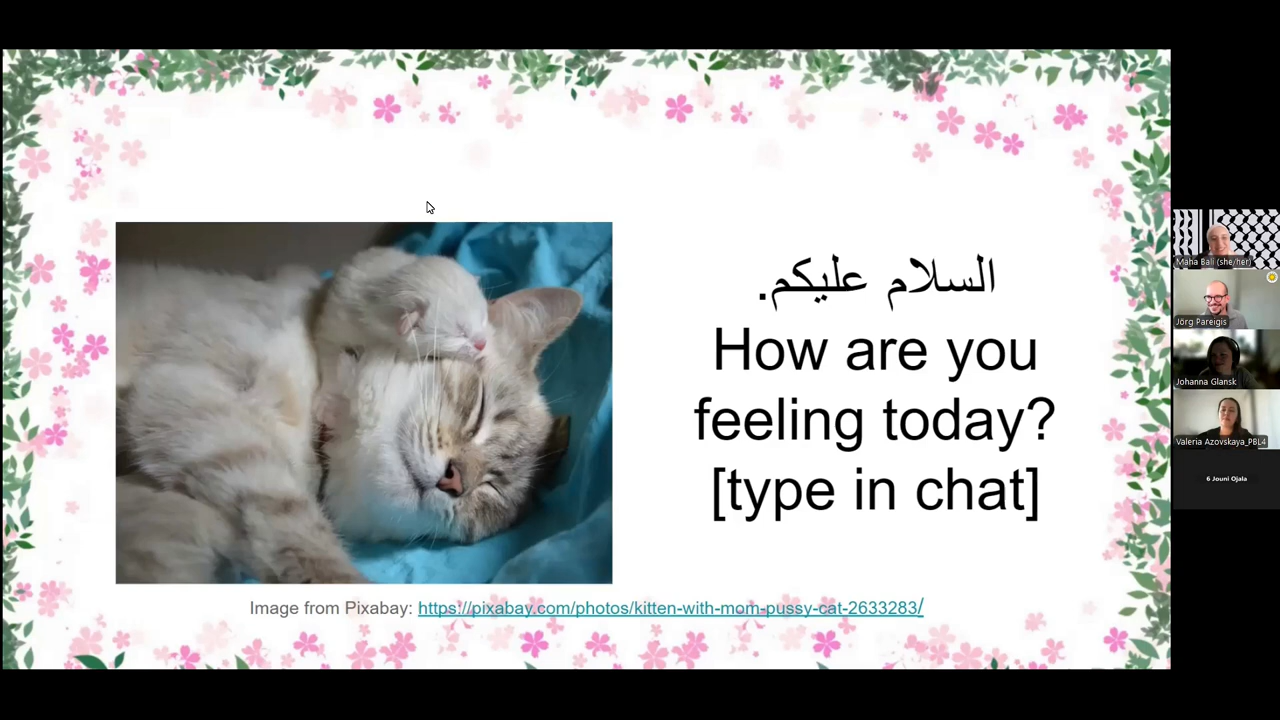 السلام عليكم.
How are you
feeling today?
[type in chat]
Image from Pixabay: https://pixabay.com/photos/kitten-with-mom-pussy-cat-2633283/
Maha Bali (she/her)
Jörg Pareigis
Johanna Glansk
Valeria Azovskaya_PBL4
6 Jouni Ojala